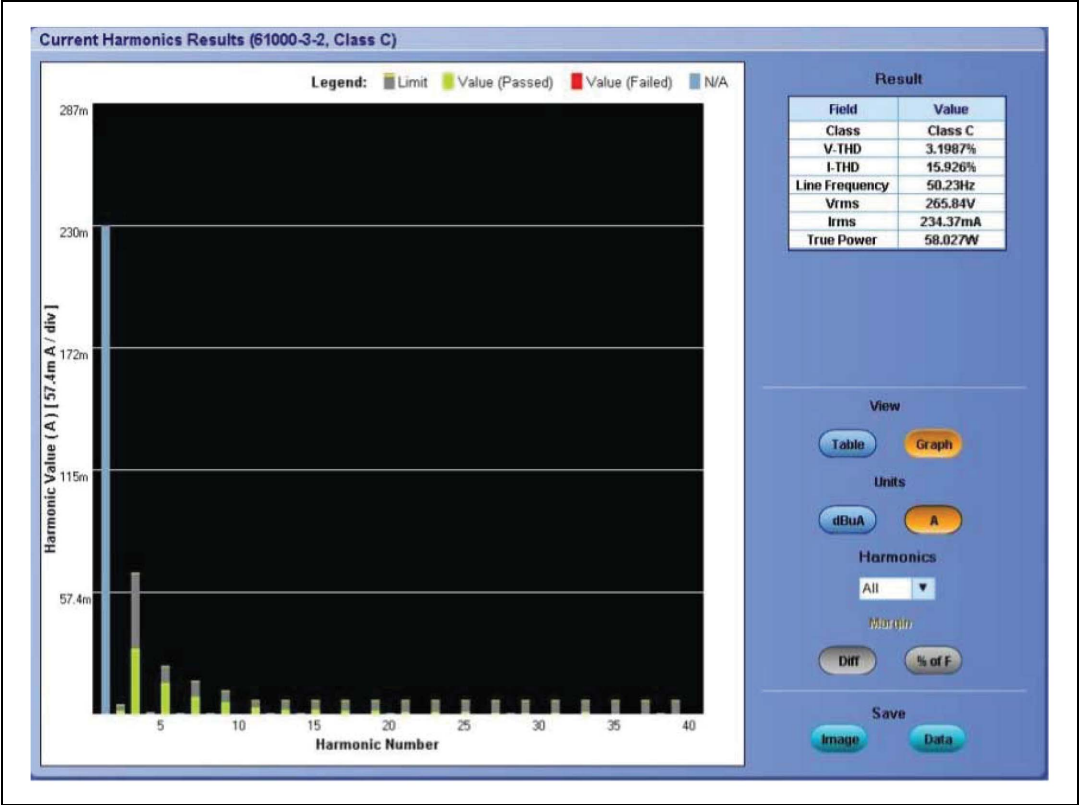 Current Harmonics Results (61000-3-2, Class C)
Legend: Limit Value (Passed) Value (Failed) N/A
287m
230m
172m
115m
57.4m
Harmonic Value ( A ) [ 57.4m A / div ]
5 10 15 20 25 30 35 40
Harmonic Number
Result
Field Value
Class Class C
V-THD 3.1987%
I-THD 15.926%
Line Frequency 50.23Hz
Vrms 265.84V
Irms 234.37mA
True Power 58.027W
View
Table Graph
Units
dBuA A
Harmonics
All
Margin
Diff % of F
Save
Image Data